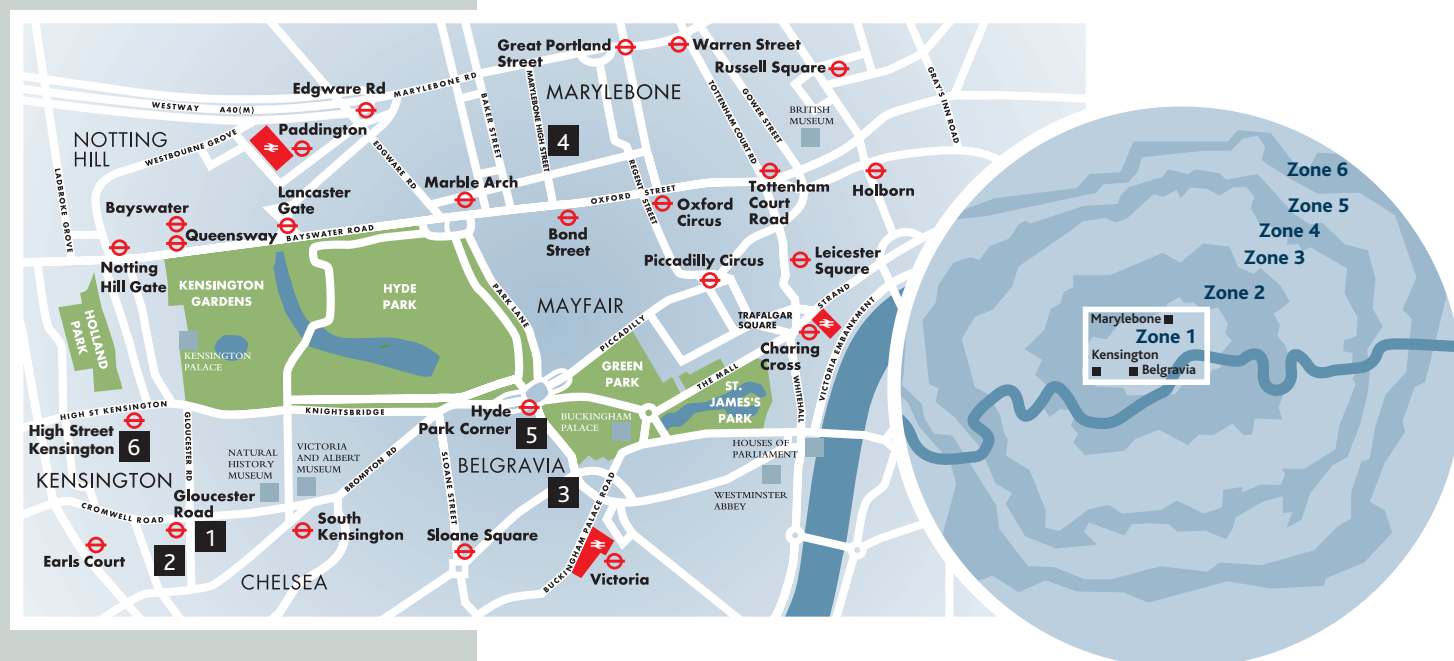 Great Portland
Street
Warren Street
Russell Square
Edgware Rd
MARYLEBONE RD
MARYLEBONE
WESTWAY A40(M)
BAKER STREET
MARYLEBONE HIGH STREET
TOTTENHAM COURT RD
GOWER STREET
GRAY'S INN ROAD
BRITISH
MUSEUM
NOTTING
HILL
WESTBOURNE GROVE
Paddington
4
EDGWARE RD
LADBROKE GROVE
REGENT STREET
Lancaster
Gate
Marble Arch
OXFORD STREET
Tottenham
Court
Road
Holborn
Bayswater
Queensway
BAYSWATER ROAD
Oxford
Circus
Bond
Street
Notting
Hill Gate
Piccadilly Circus
Leicester
Square
KENSINGTON
GARDENS
HYDE
PARK
PARK LANE
MAYFAIR
STRAND
TRAFALGAR
SQUARE
VICTORIA EMBANKMENT
HOLLAND
PARK
PICCADILLY
Charing
Cross
KENSINGTON
PALACE
GREEN
PARK
THE MALL
WHITEHALL
ST.
JAMES'S
PARK
HIGH ST KENSINGTON
KNIGHTSBRIDGE
Hyde
Park Corner
5
BUCKINGHAM
PALACE
High Street
Kensington
6
GLOUCESTER RD
NATURAL
HISTORY
MUSEUM
VICTORIA
AND ALBERT
MUSEUM
BROMPTON RD
SLOANE STREET
BELGRAVIA
HOUSES OF
PARLIAMENT
KENSINGTON
3
WESTMINSTER
ABBEY
Gloucester
Road
CROMWELL ROAD
1
South
Kensington
Sloane Square
BUCKINGHAM PALACE ROAD
Earls Court
2
CHELSEA
Victoria
Zone 6
Zone 5
Zone 4
Zone 3
Zone 2
Marylebone
Zone 1
Kensington
Belgravia